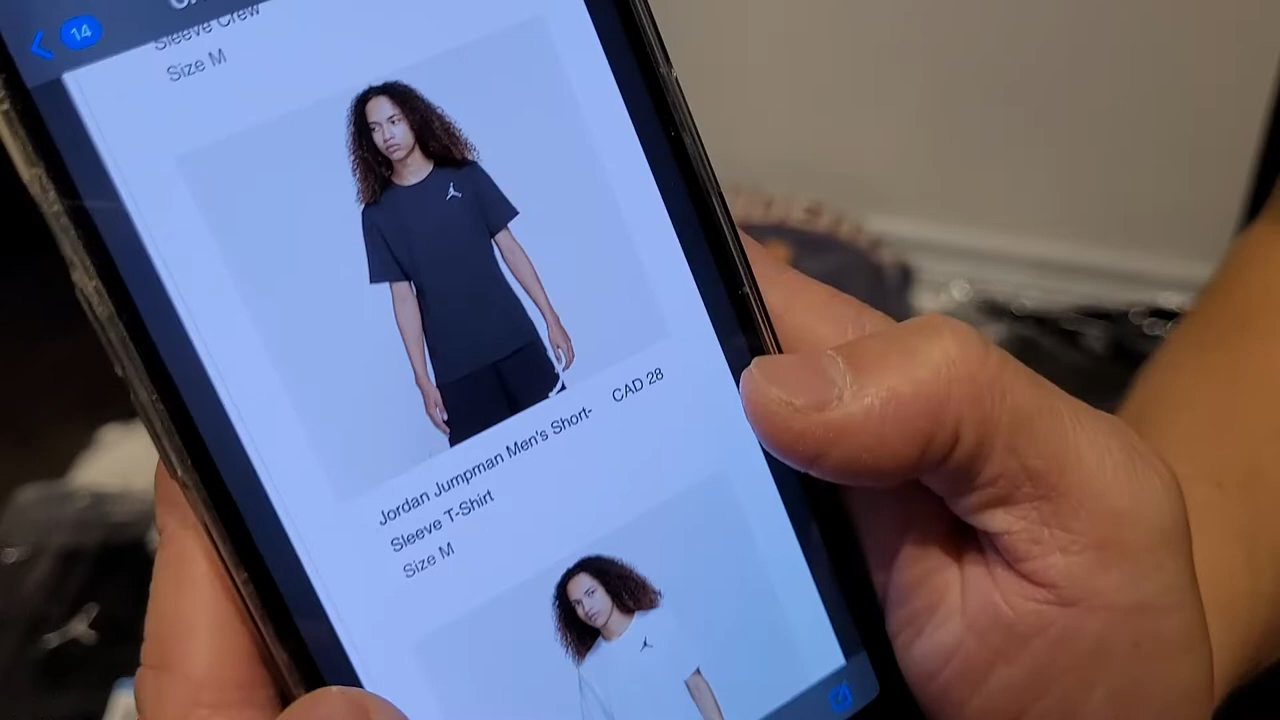 14
Sleeve Crew
Size M
Jordan Jumpman Men's Short- CAD 28
Sleeve T-Shirt
Size M